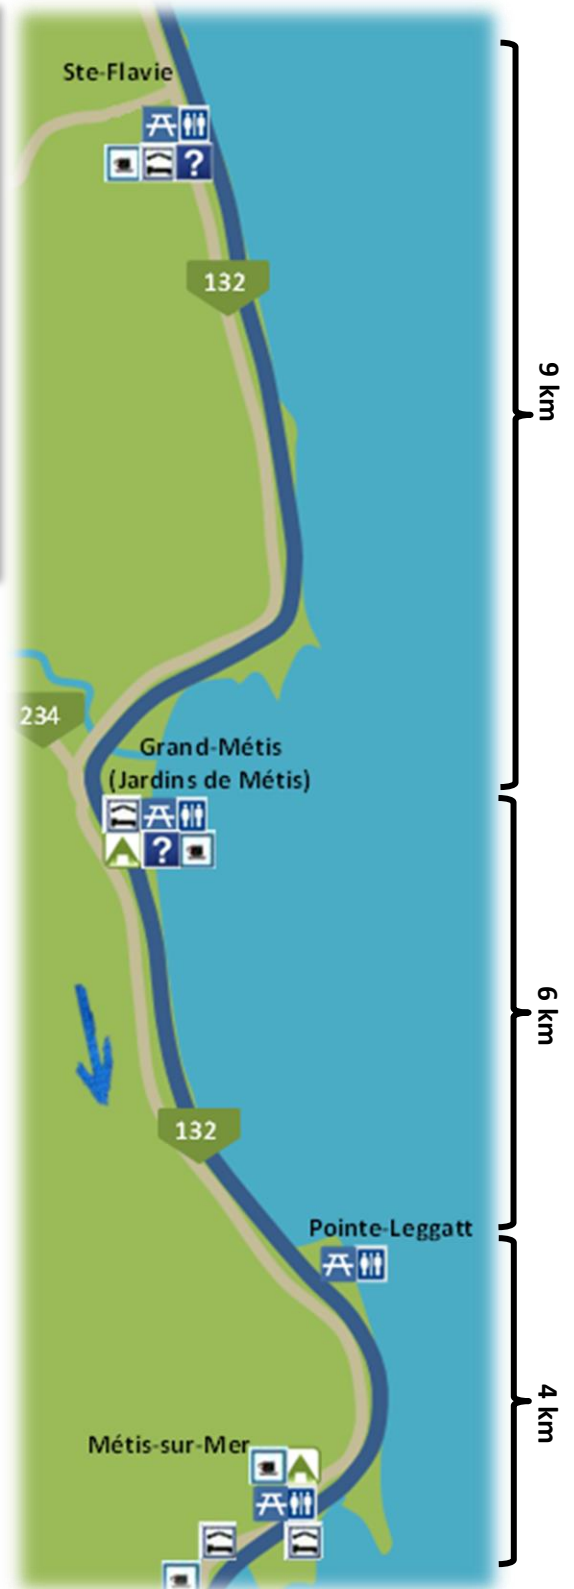 Ste-Flavie
?
132
9 km
234
Grand-Métis
(Jardins de Métis)
?
6 km
132
Pointe-Leggatt
4 km
Métis-sur-Mer